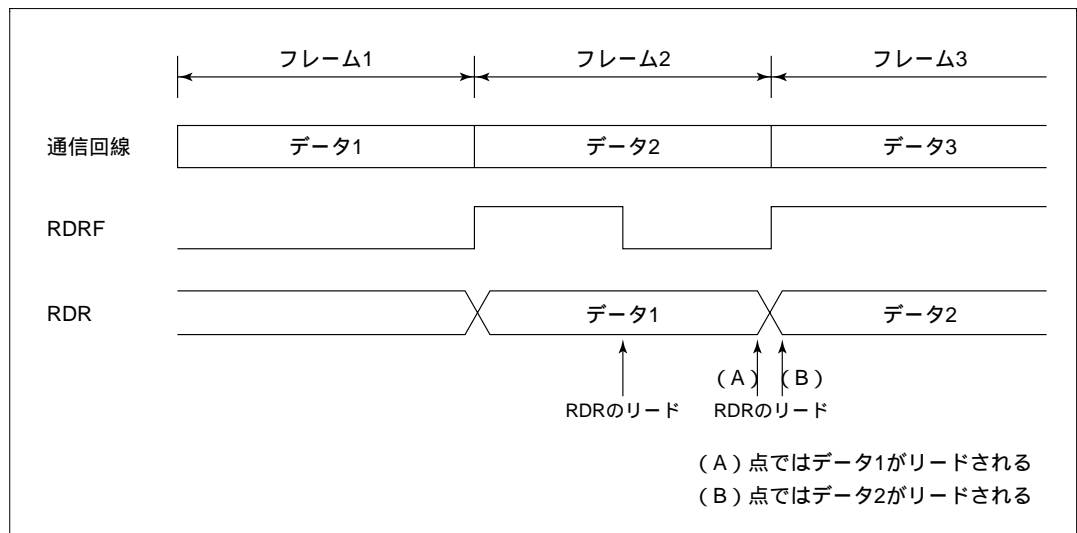 フレーム1 フレーム2 フレーム3
通信回線 データ1 データ2 データ3
RDRF
RDR データ1 データ2
(A) (B)
RDRのリード RDRのリード
(A)点ではデータ1がリードされる
(B)点ではデータ2がリードされる